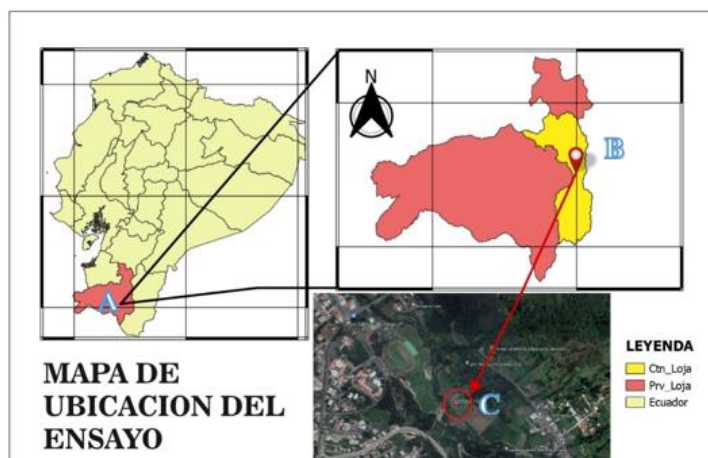 N
B
A
C
MAPA DE
UBICACION DEL
ENSAYO
LEYENDA
Ctn_Loja
Prv_Loja
Ecuador